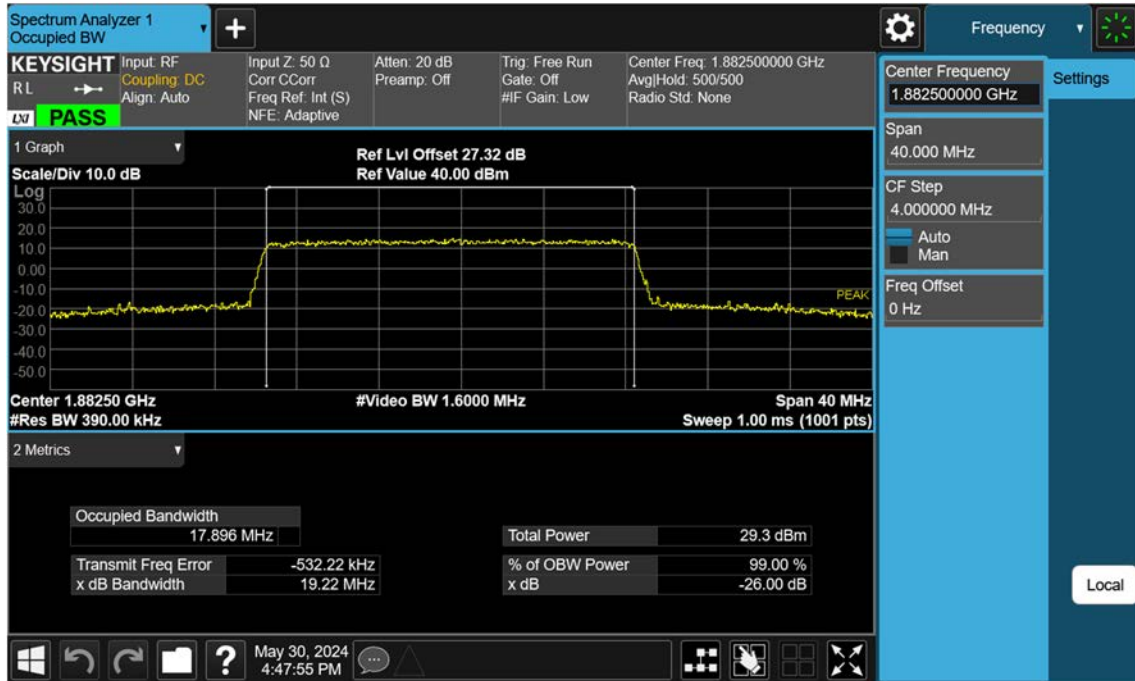 Spectrum Analyzer 1
Occupied BW
+
Frequency
KEYSIGHT
R L
LXI
PASS
Input: RF
Coupling: DC
Align: Auto
Input Z: 50 Ω
Corr CCorr
Freq Ref: Int (S)
NFE: Adaptive
Atten: 20 dB
Preamp: Off
Trig: Free Run
Gate: Off
#IF Gain: Low
Center Freq: 1.882500000 GHz
Avg|Hold: 500/500
Radio Std: None
Center Frequency
1.882500000 GHz
Settings
Span
40.000 MHz
CF Step
4.000000 MHz
Auto
Man
Freq Offset
0 Hz
Local
1 Graph
Scale/Div 10.0 dB
Ref Lvl Offset 27.32 dB
Ref Value 40.00 dBm
Log
30.0
20.0
10.0
0.00
-10.0
-20.0
-30.0
-40.0
-50.0
PEAK
Center 1.88250 GHz
#Video BW 1.6000 MHz
Span 40 MHz
#Res BW 390.00 kHz
Sweep 1.00 ms (1001 pts)
2 Metrics
Occupied Bandwidth
17.896 MHz
Total Power 29.3 dBm
Transmit Freq Error -532.22 kHz
% of OBW Power 99.00 %
x dB Bandwidth 19.22 MHz
x dB -26.00 dB
?
May 30, 2024
4:47:55 PM